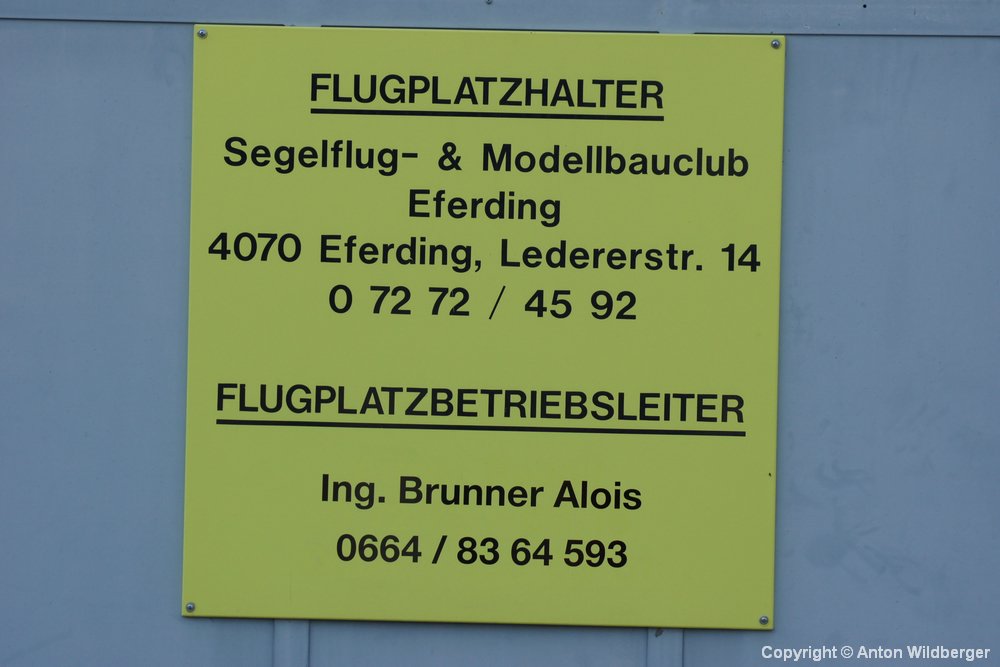 FLUGPLATZHALTER
Segelflug- & Modellbauclub
Eferding
4070 Eferding, Ledererstr. 14
0 72 72 / 45 92
FLUGPLATZBETRIEBSLEITER
Ing. Brunner Alois
0664 / 83 64 593
Copyright © Anton Wildberger